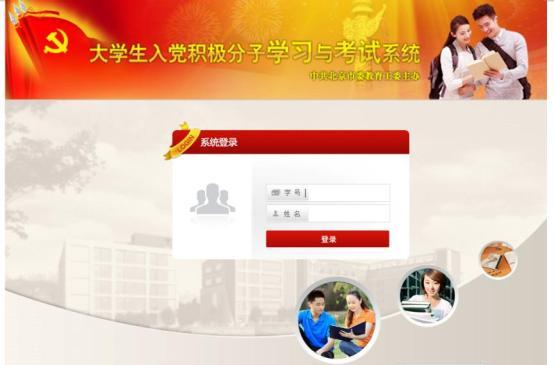 大学生入党积极分子学习与考试系统
中共北京市委教育工委主办
LOGIN
系统登录
学号
姓名
登录